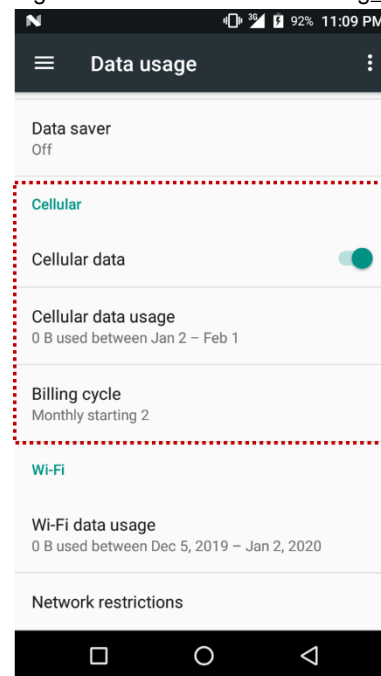 3G 92% 11:09 PM
Data usage
Data saver
Off
Cellular
Cellular data
Cellular data usage
0 B used between Jan 2 – Feb 1
Billing cycle
Monthly starting 2
Wi-Fi
Wi-Fi data usage
0 B used between Dec 5, 2019 – Jan 2, 2020
Network restrictions